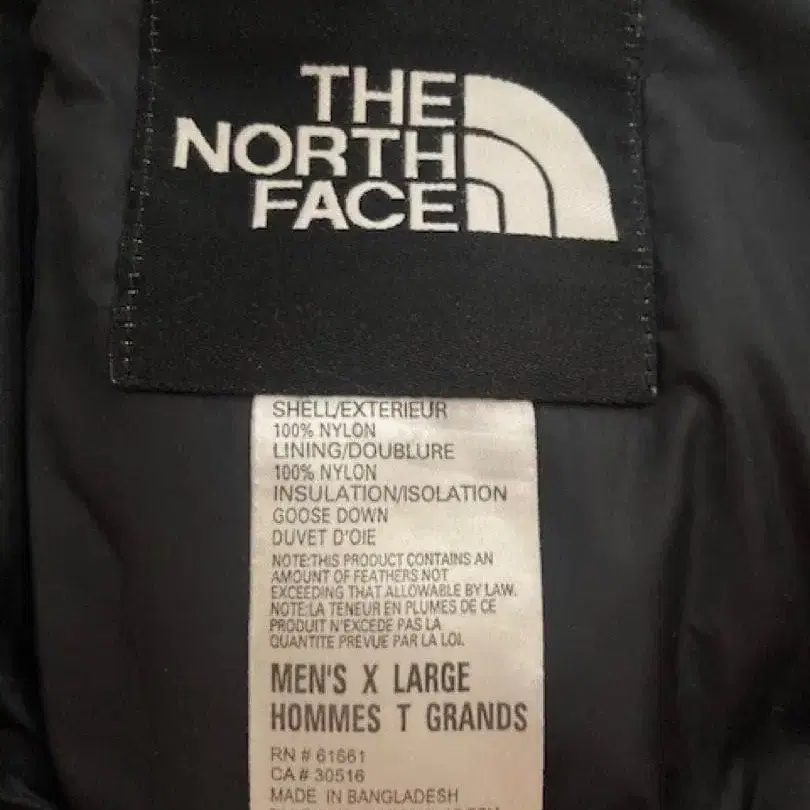 THE
NORTH
FACE
SHELL/EXTERIEUR
100% NYLON
LINING/DOUBLURE
100% NYLON
INSULATION/ISOLATION
GOOSE DOWN
DUVET D'OIE
NOTE:THIS PRODUCT CONTAINS AN
AMOUNT OF FEATHERS NOT
EXCEEDING THAT ALLOWABLE BY LAW.
NOTE:LA TENEUR EN PLUMES DE CE
PRODUIT N'EXCEDE PAS LA
QUANTITE PREVUE PAR LA LOI.
MEN'S X LARGE
HOMMES T GRANDS
RN # 61661
CA # 30516
MADE IN BANGLADESH